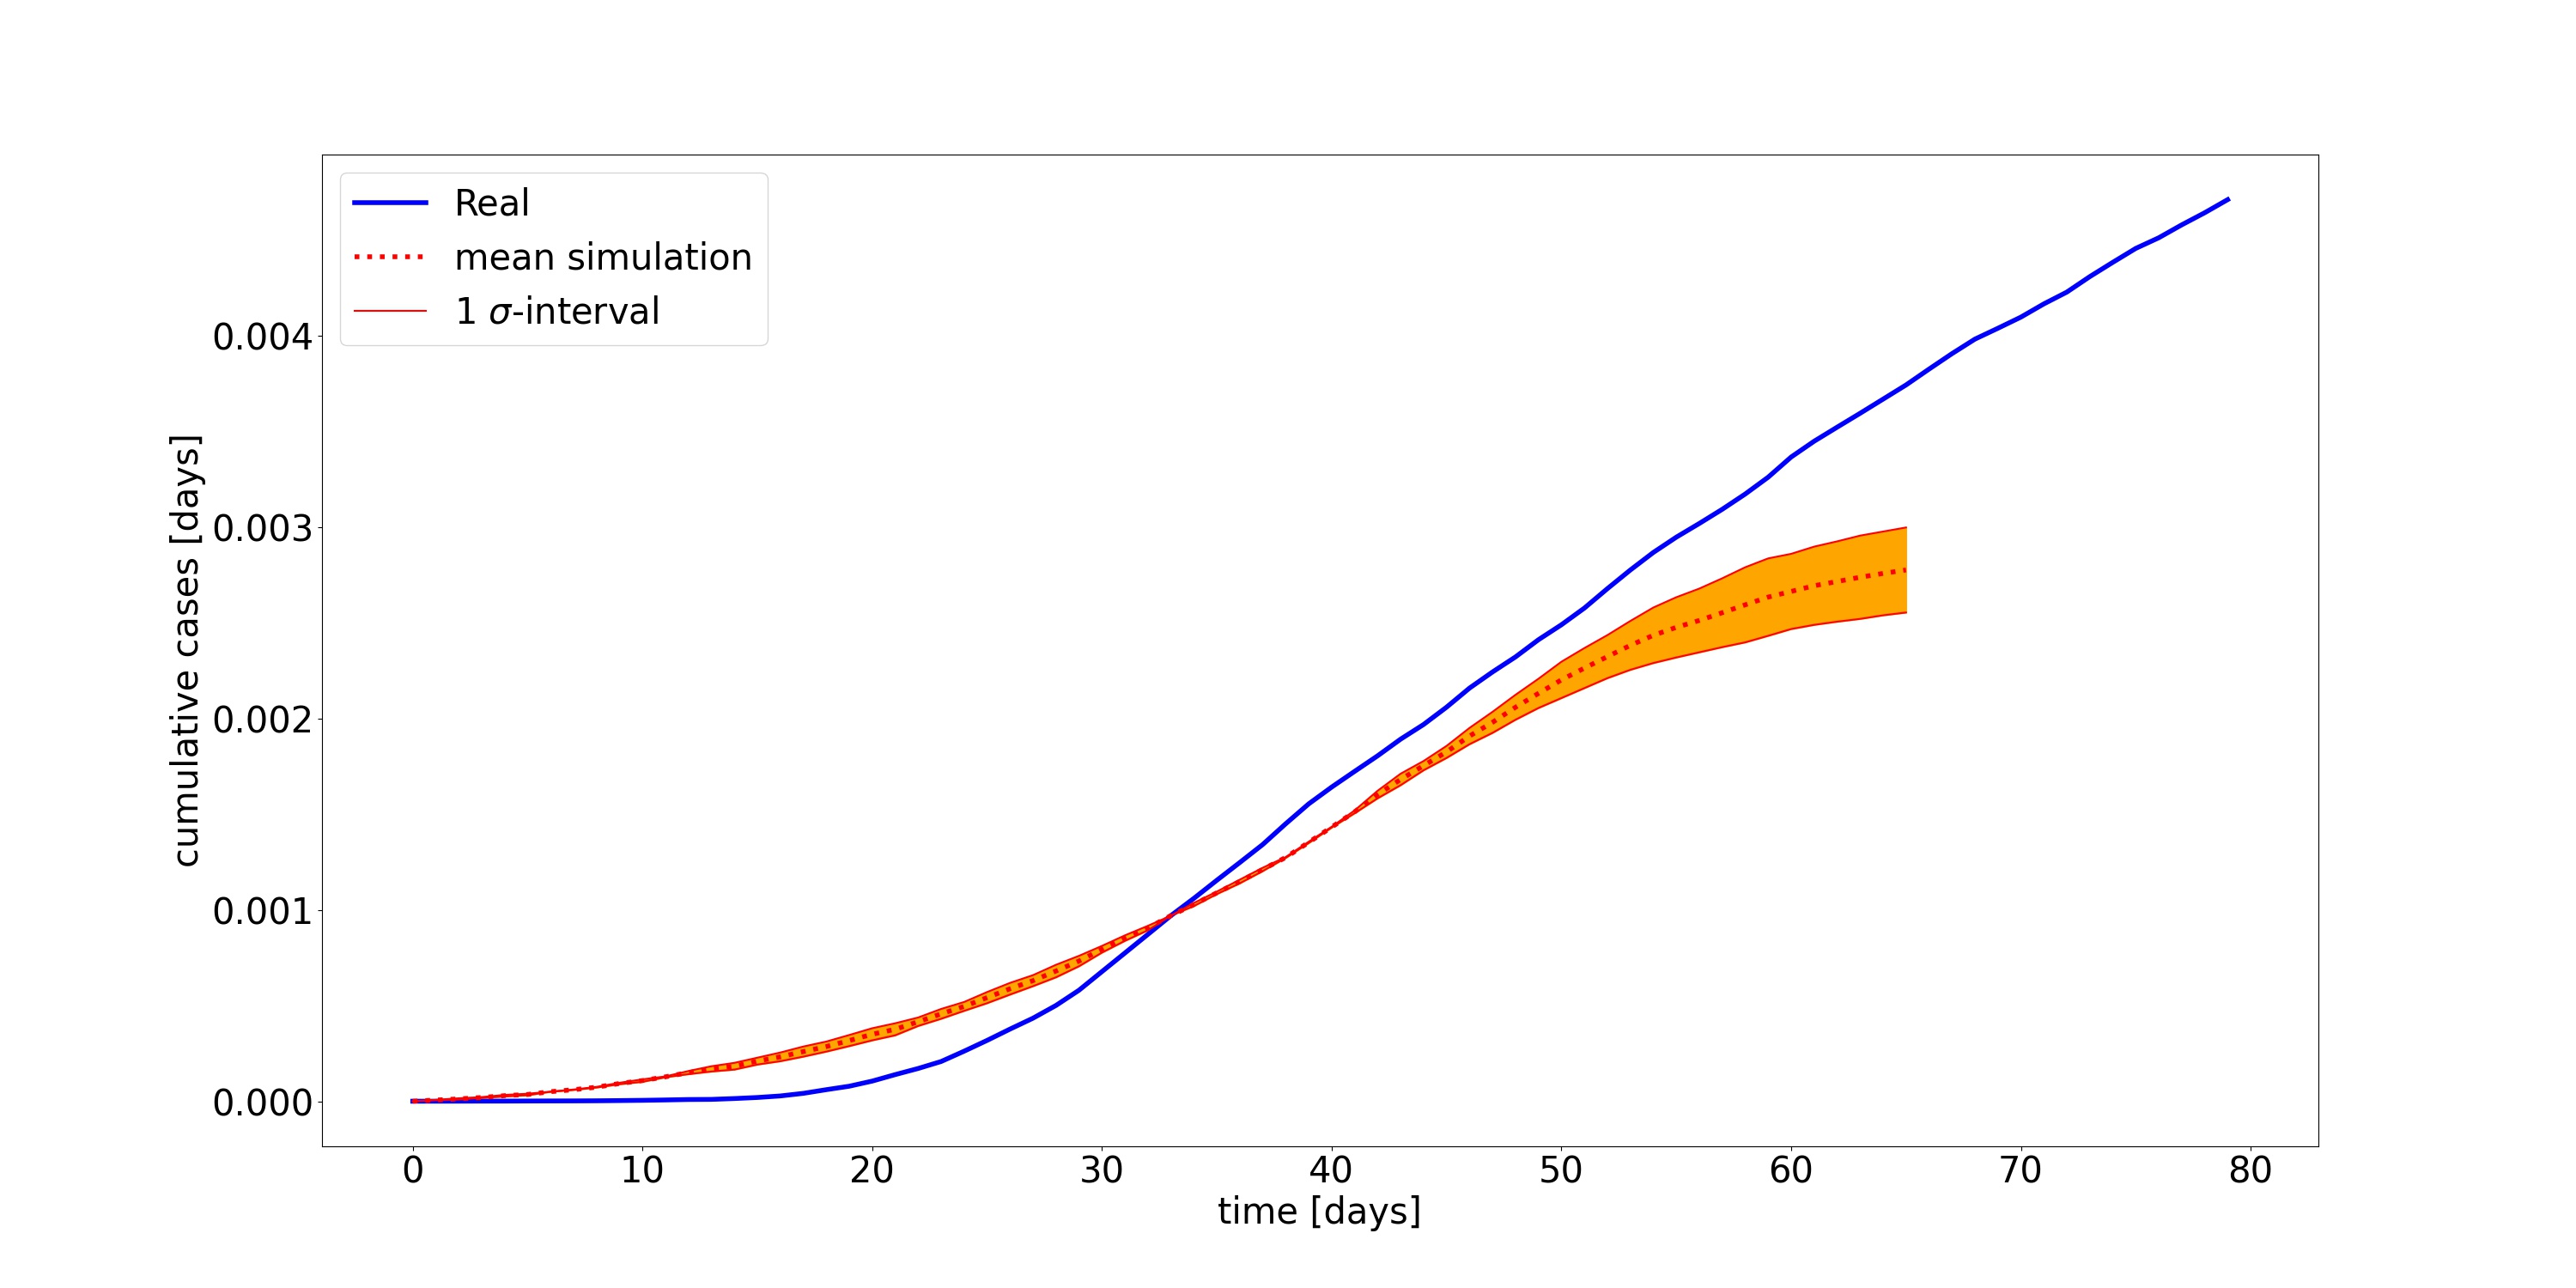 Real
mean simulation
1 σ-interval
cumulative cases [days]
0.004
0.003
0.002
0.001
0.000
0 10 20 30 40 50 60 70 80
time [days]